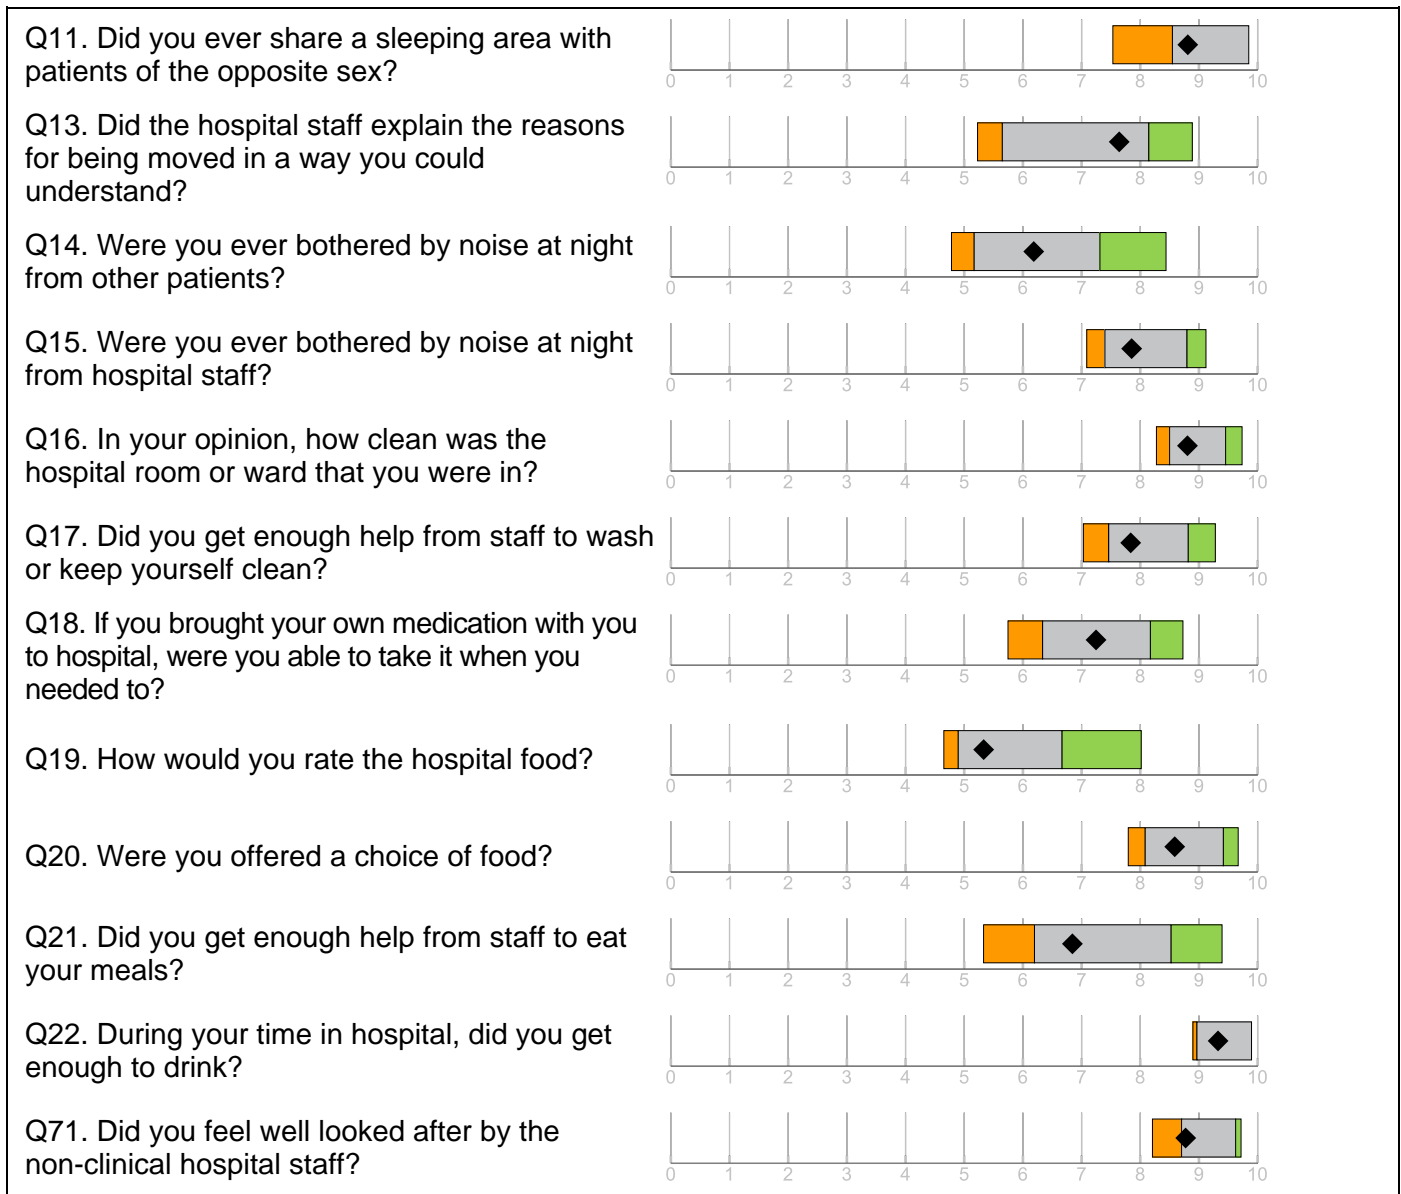 Q11. Did you ever share a sleeping area with
patients of the opposite sex?
0 1 2 3 4 5 6 7 8 9 10
Q13. Did the hospital staff explain the reasons
for being moved in a way you could
understand?
0 1 2 3 4 5 6 7 8 9 10
Q14. Were you ever bothered by noise at night
from other patients?
0 1 2 3 4 5 6 7 8 9 10
Q15. Were you ever bothered by noise at night
from hospital staff?
0 1 2 3 4 5 6 7 8 9 10
Q16. In your opinion, how clean was the
hospital room or ward that you were in?
0 1 2 3 4 5 6 7 8 9 10
Q17. Did you get enough help from staff to wash
or keep yourself clean?
0 1 2 3 4 5 6 7 8 9 10
Q18. If you brought your own medication with you
to hospital, were you able to take it when you
needed to?
0 1 2 3 4 5 6 7 8 9 10
Q19. How would you rate the hospital food?
0 1 2 3 4 5 6 7 8 9 10
Q20. Were you offered a choice of food?
0 1 2 3 4 5 6 7 8 9 10
Q21. Did you get enough help from staff to eat
your meals?
0 1 2 3 4 5 6 7 8 9 10
Q22. During your time in hospital, did you get
enough to drink?
0 1 2 3 4 5 6 7 8 9 10
Q71. Did you feel well looked after by the
non-clinical hospital staff?
0 1 2 3 4 5 6 7 8 9 10